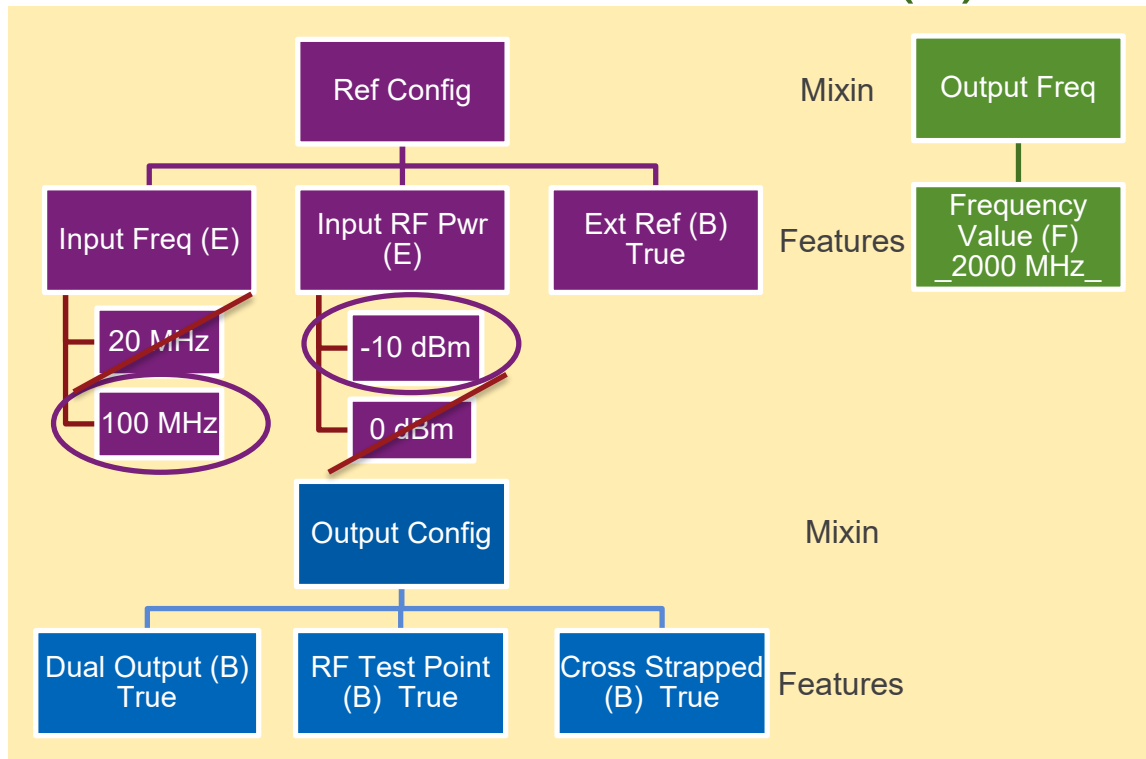 Ref Config
Mixin
Output Freq
Input Freq (E)
Input RF Pwr
(E)
Ext Ref (B)
True
Features
Frequency
Value (F)
_2000 MHz_
20 MHz
-10 dBm
100 MHz
0 dBm
Output Config
Mixin
Dual Output (B)
True
RF Test Point
(B)  True
Cross Strapped
(B)  True
Features